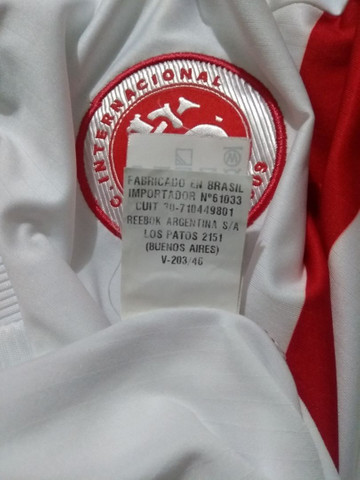 O-INTERNACIONAL
FABRICADO EN BRASIL
IMPORTADOR Nº61033
CUIT 30-710449801
REEBOK ARGENTINA S/A
LOS PATOS 2151
(BUENOS AIRES)
V-203/46